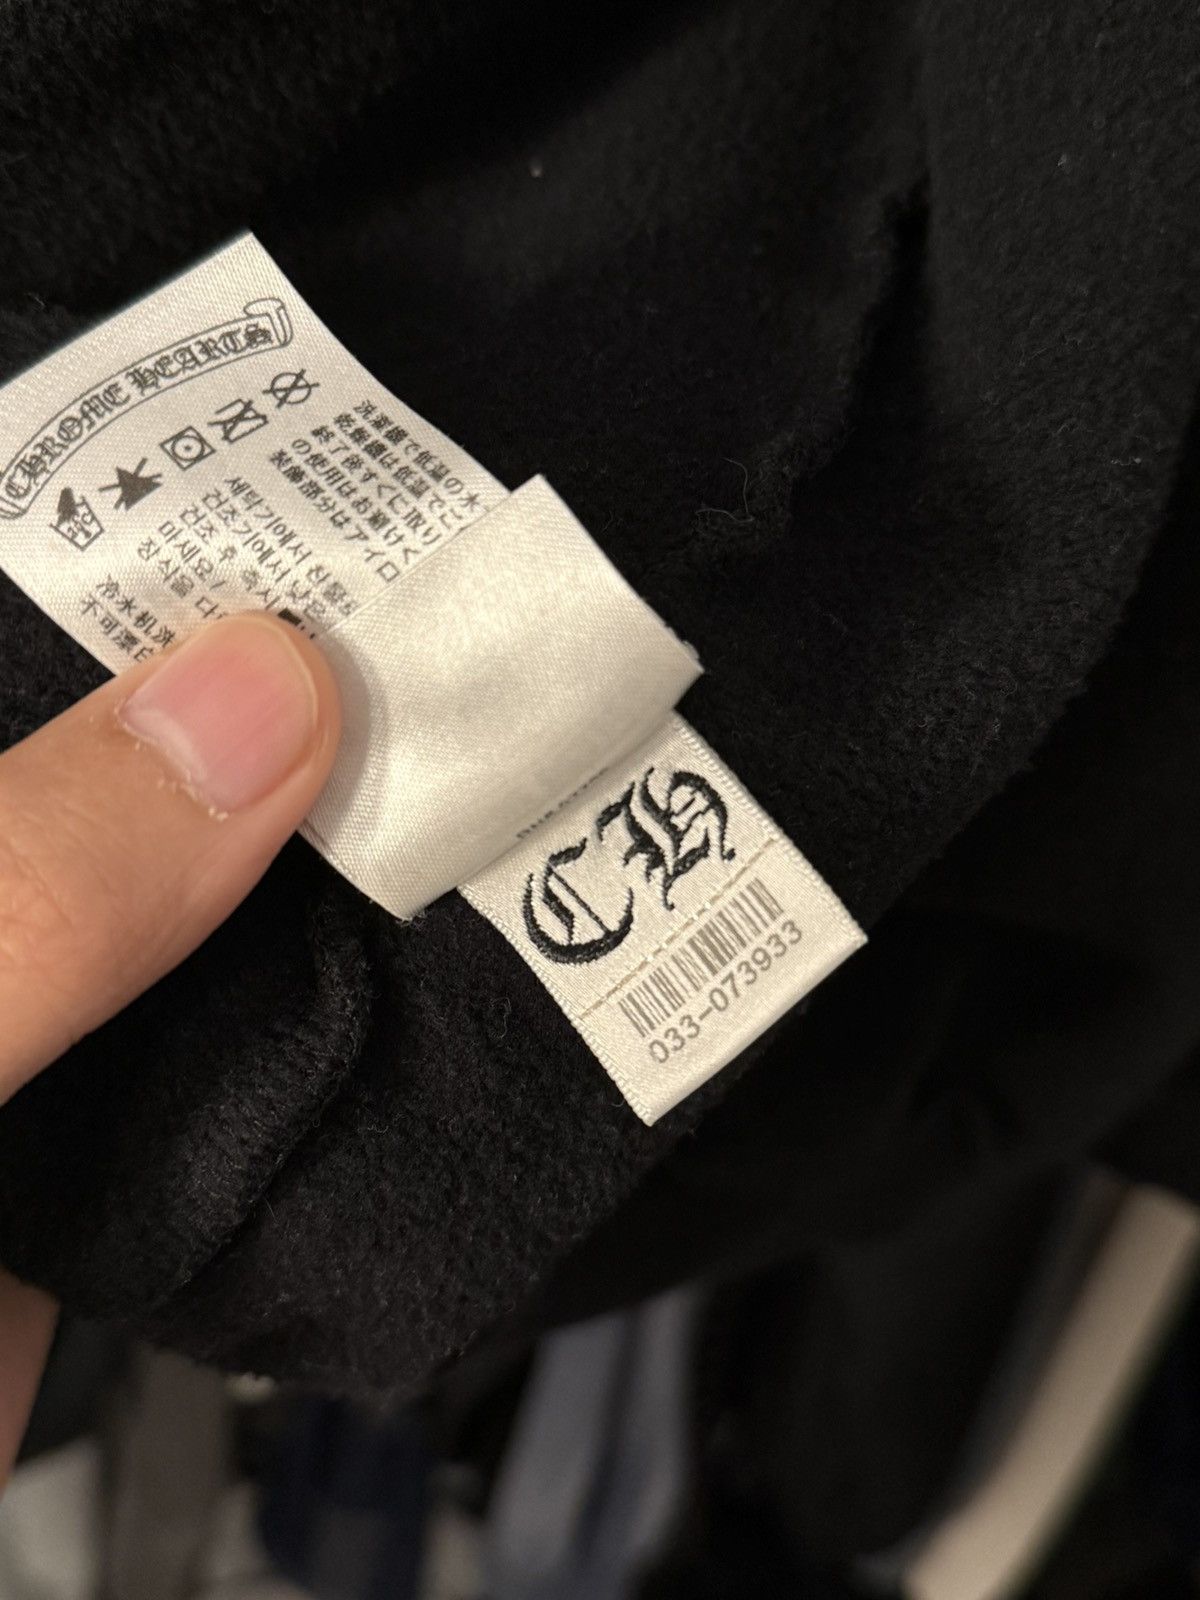 CHROME HEARTS
洗濯機で低温の水
乾燥機は低温で
終了後すぐに取り
の使用はお避けく
装飾部分はアイロ
세탁기에서 찬물로
건조기에서 낮은
건조 후 즉시
마세요/
장식을 다
冷水机洗
不可漂白
CH
033-073933